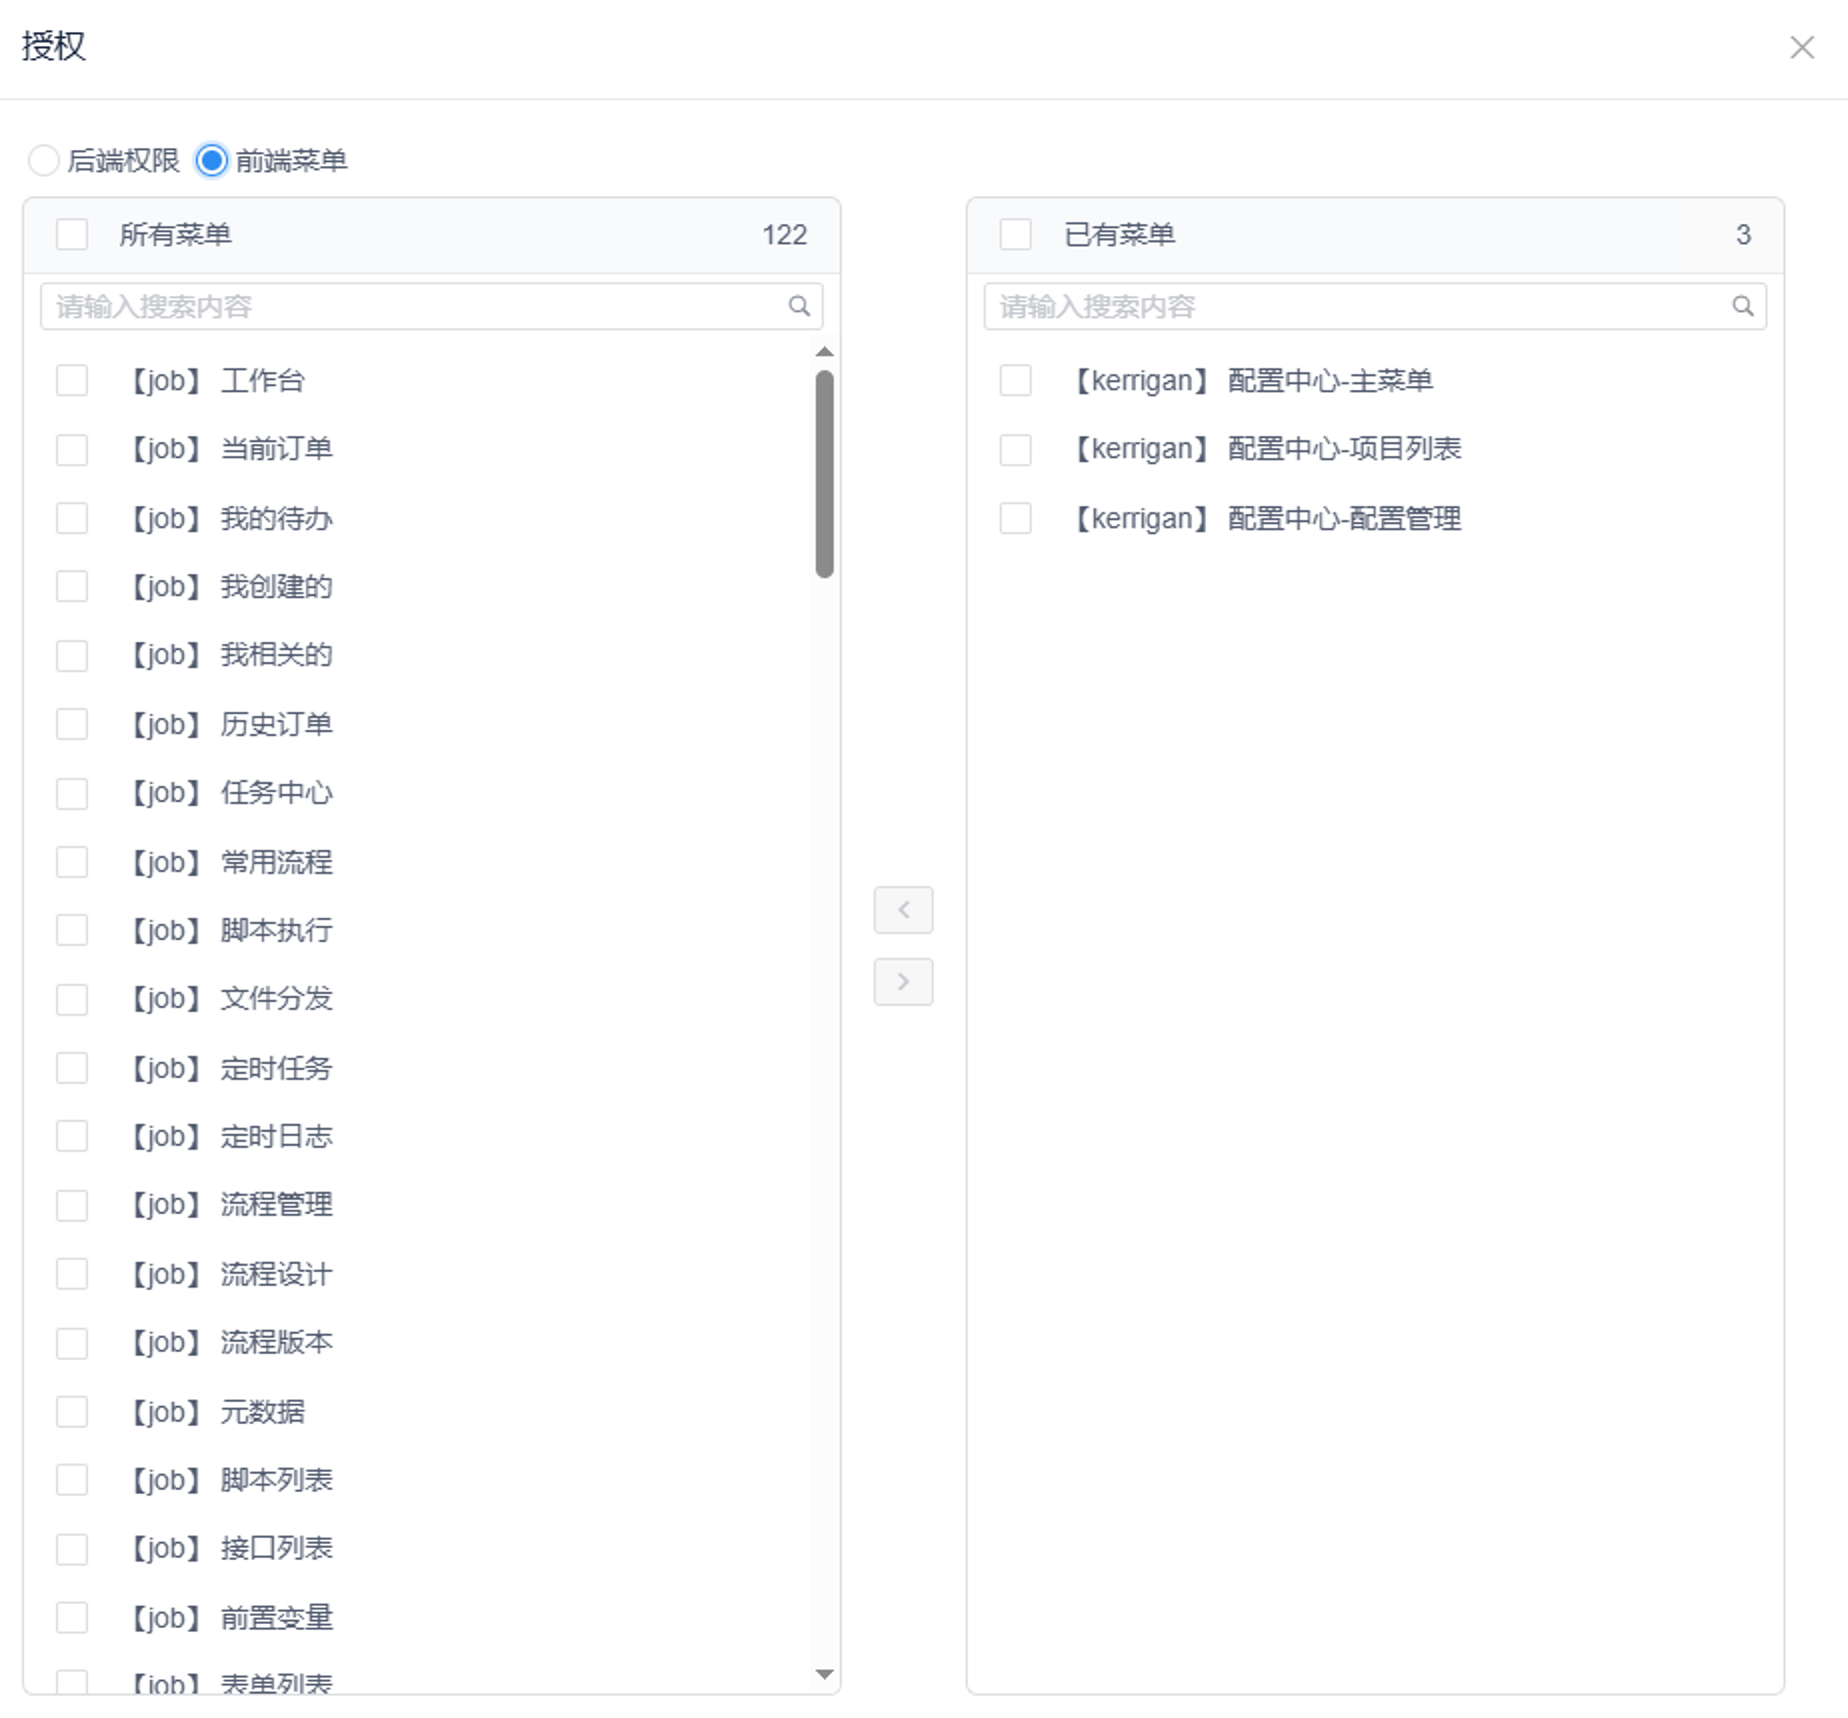 授权
后端权限 前端菜单
所有菜单 122
请输入搜索内容
【job】 工作台
【job】 当前订单
【job】 我的待办
【job】 我创建的
【job】 我相关的
【job】 历史订单
【job】 任务中心
【job】 常用流程
【job】 脚本执行
【job】 文件分发
【job】 定时任务
【job】 定时日志
【job】 流程管理
【job】 流程设计
【job】 流程版本
【job】 元数据
【job】 脚本列表
【job】 接口列表
【job】 前置变量
【job】 表单列表
已有菜单 3
请输入搜索内容
【kerrigan】 配置中心-主菜单
【kerrigan】 配置中心-项目列表
【kerrigan】 配置中心-配置管理